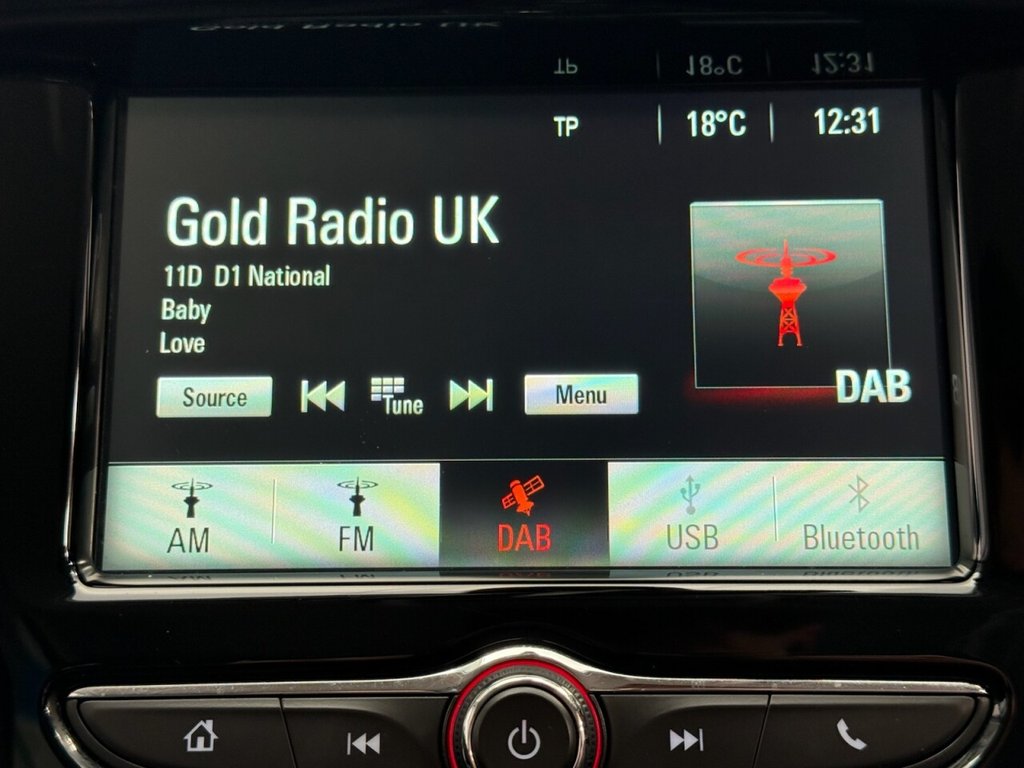 TP 18°C 12:31
Gold Radio UK
11D D1 National
Baby
Love
Source Tune Menu
DAB
AM FM DAB USB Bluetooth